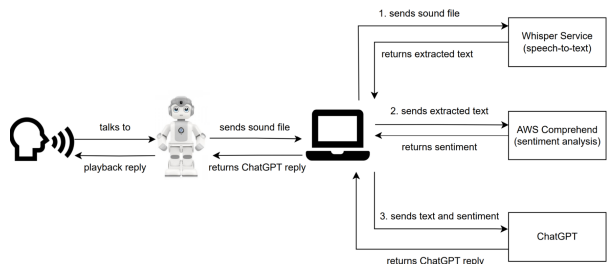 1. sends sound file
Whisper Service
(speech-to-text)
returns extracted text
talks to
sends sound file
2. sends extracted text
AWS Comprehend
(sentiment analysis)
returns sentiment
playback reply
returns ChatGPT reply
3. sends text and sentiment
ChatGPT
returns ChatGPT reply